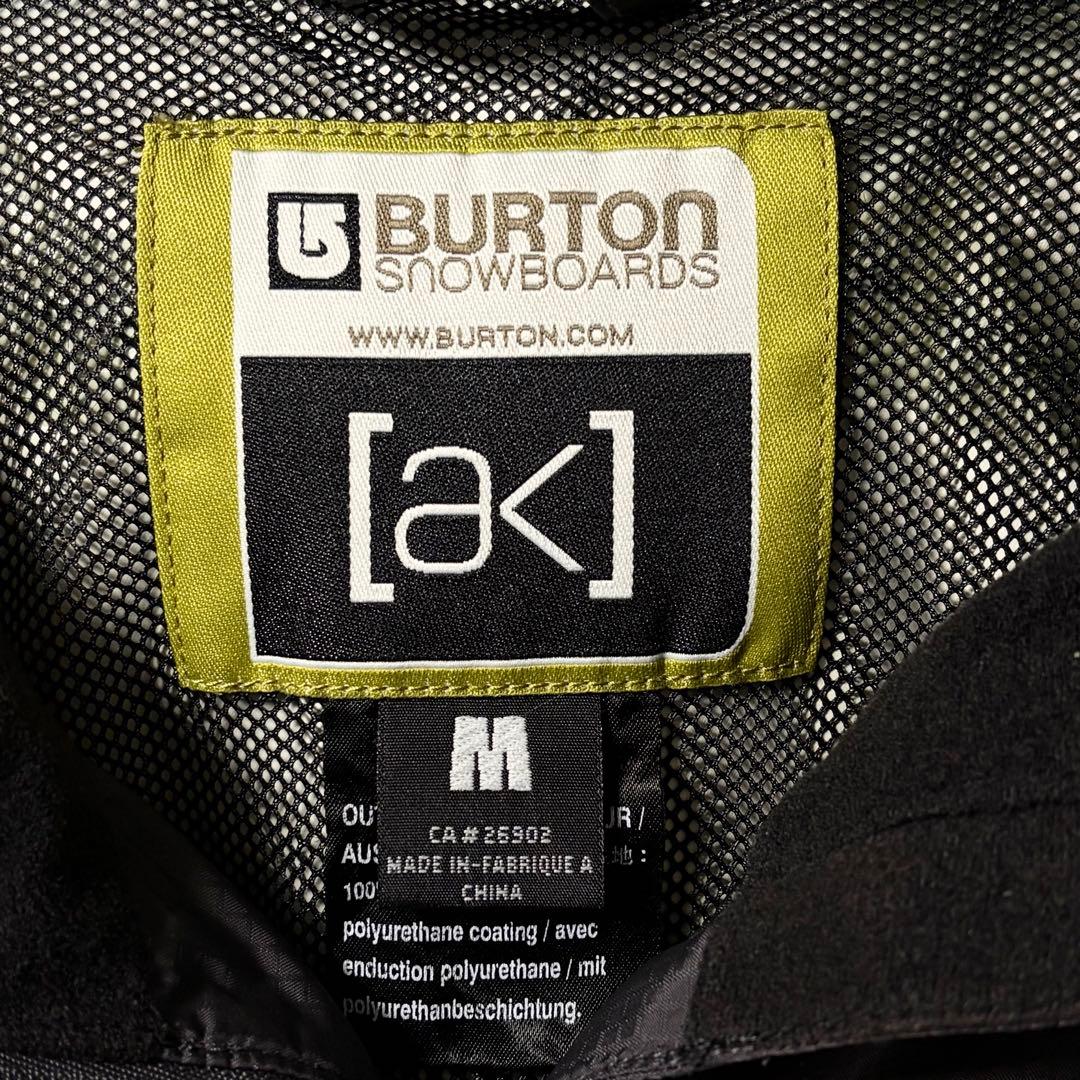 BURTON
SNOWBOARDS
WWW.BURTON.COM
[ak]
M
CA#26902
MADE IN-FABRIQUE A
CHINA
polyurethane coating / avec
enduction polyurethane / mit
polyurethanbeschichtung.